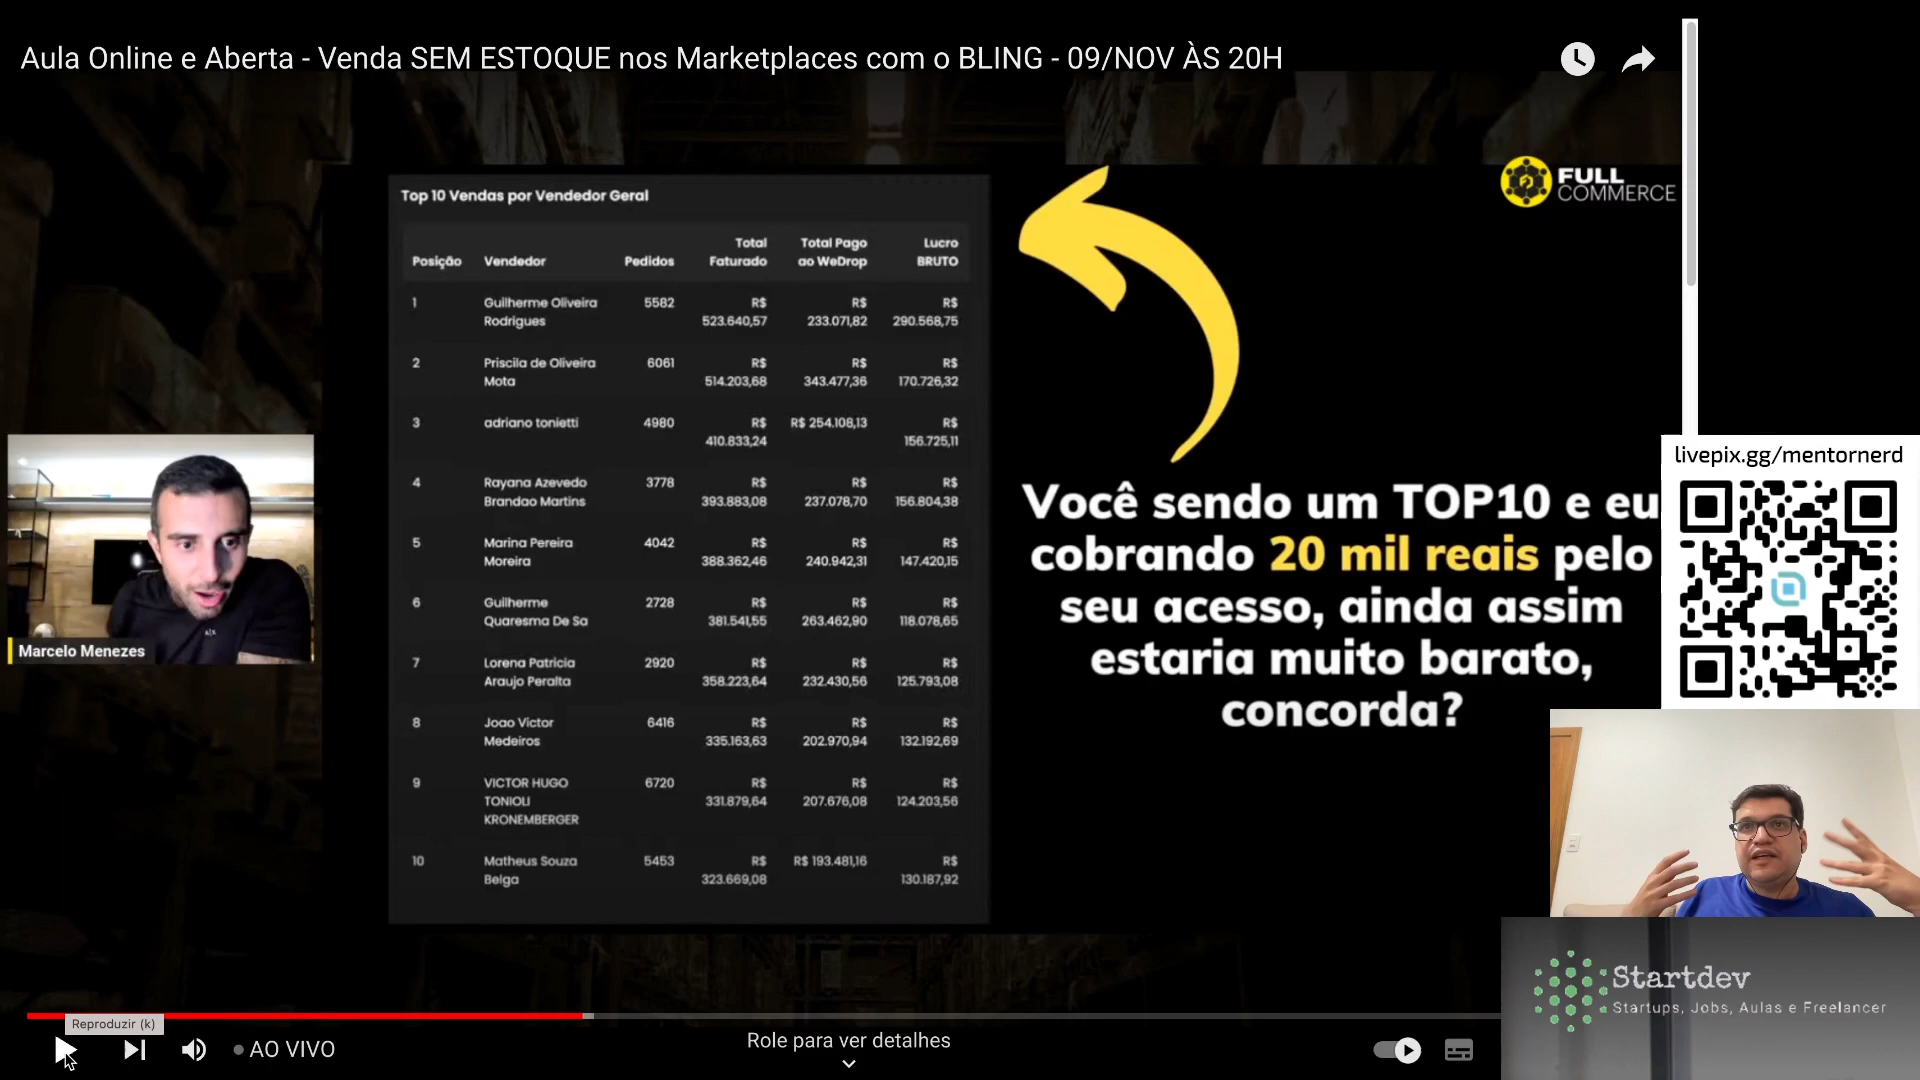 Aula Online e Aberta - Venda SEM ESTOQUE nos Marketplaces com o BLING - 09/NOV ÀS 20H
FULL
COMMERCE
Top 10 Vendas por Vendedor Geral
Posição Vendedor Pedidos Total Faturado Total Pago ao WeDrop Lucro BRUTO
1 Guilherme Oliveira Rodrigues 5582 R$ 523.640,57 R$ 233.071,82 R$ 290.568,75
2 Priscila de Oliveira Mota 6061 R$ 514.203,68 R$ 343.477,36 R$ 170.726,32
3 adriano tonietti 4980 R$ 410.833,24 R$ 254.108,13 R$ 156.725,11
4 Rayana Azevedo Brandao Martins 3778 R$ 393.883,08 R$ 237.078,70 R$ 156.804,38
5 Marina Pereira Moreira 4042 R$ 388.362,46 R$ 240.942,31 R$ 147.420,15
6 Guilherme Quaresma De Sa 2728 R$ 381.541,55 R$ 263.462,90 R$ 118.078,65
7 Lorena Patricia Araujo Peralta 2920 R$ 358.223,64 R$ 232.430,56 R$ 125.793,08
8 Joao Victor Medeiros 6416 R$ 335.163,63 R$ 202.970,94 R$ 132.192,69
9 VICTOR HUGO TONIOLI KRONEMBERGER 6720 R$ 331.879,64 R$ 207.676,08 R$ 124.203,56
10 Matheus Souza Belga 5453 R$ 323.669,08 R$ 193.481,16 R$ 130.187,92
Você sendo um TOP10 e eu
cobrando 20 mil reais pelo
seu acesso, ainda assim
estaria muito barato,
concorda?
livepix.gg/mentornerd
Marcelo Menezes
Startdev
Startups, Jobs, Aulas e Freelancer
Reproduzir (k)
AO VIVO
Role para ver detalhes